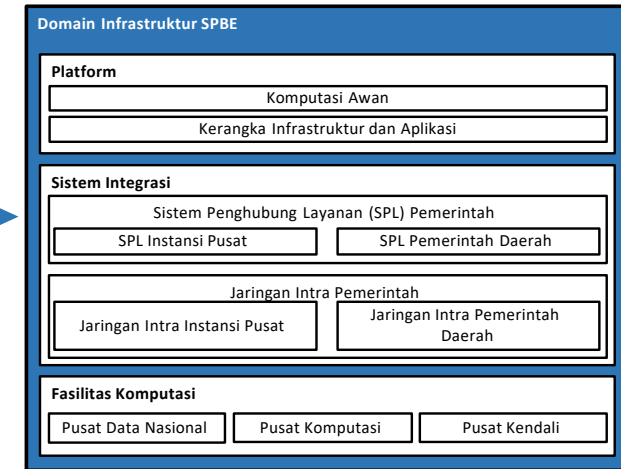 Domain Infrastruktur SPBE
Platform
Komputasi Awan
Kerangka Infrastruktur dan Aplikasi
Sistem Integrasi
Sistem Penghubung Layanan (SPL) Pemerintah
SPL Instansi Pusat
SPL Pemerintah Daerah
Jaringan Intra Pemerintah
Jaringan Intra Instansi Pusat
Jaringan Intra Pemerintah
Daerah
Fasilitas Komputasi
Pusat Data Nasional
Pusat Komputasi
Pusat Kendali